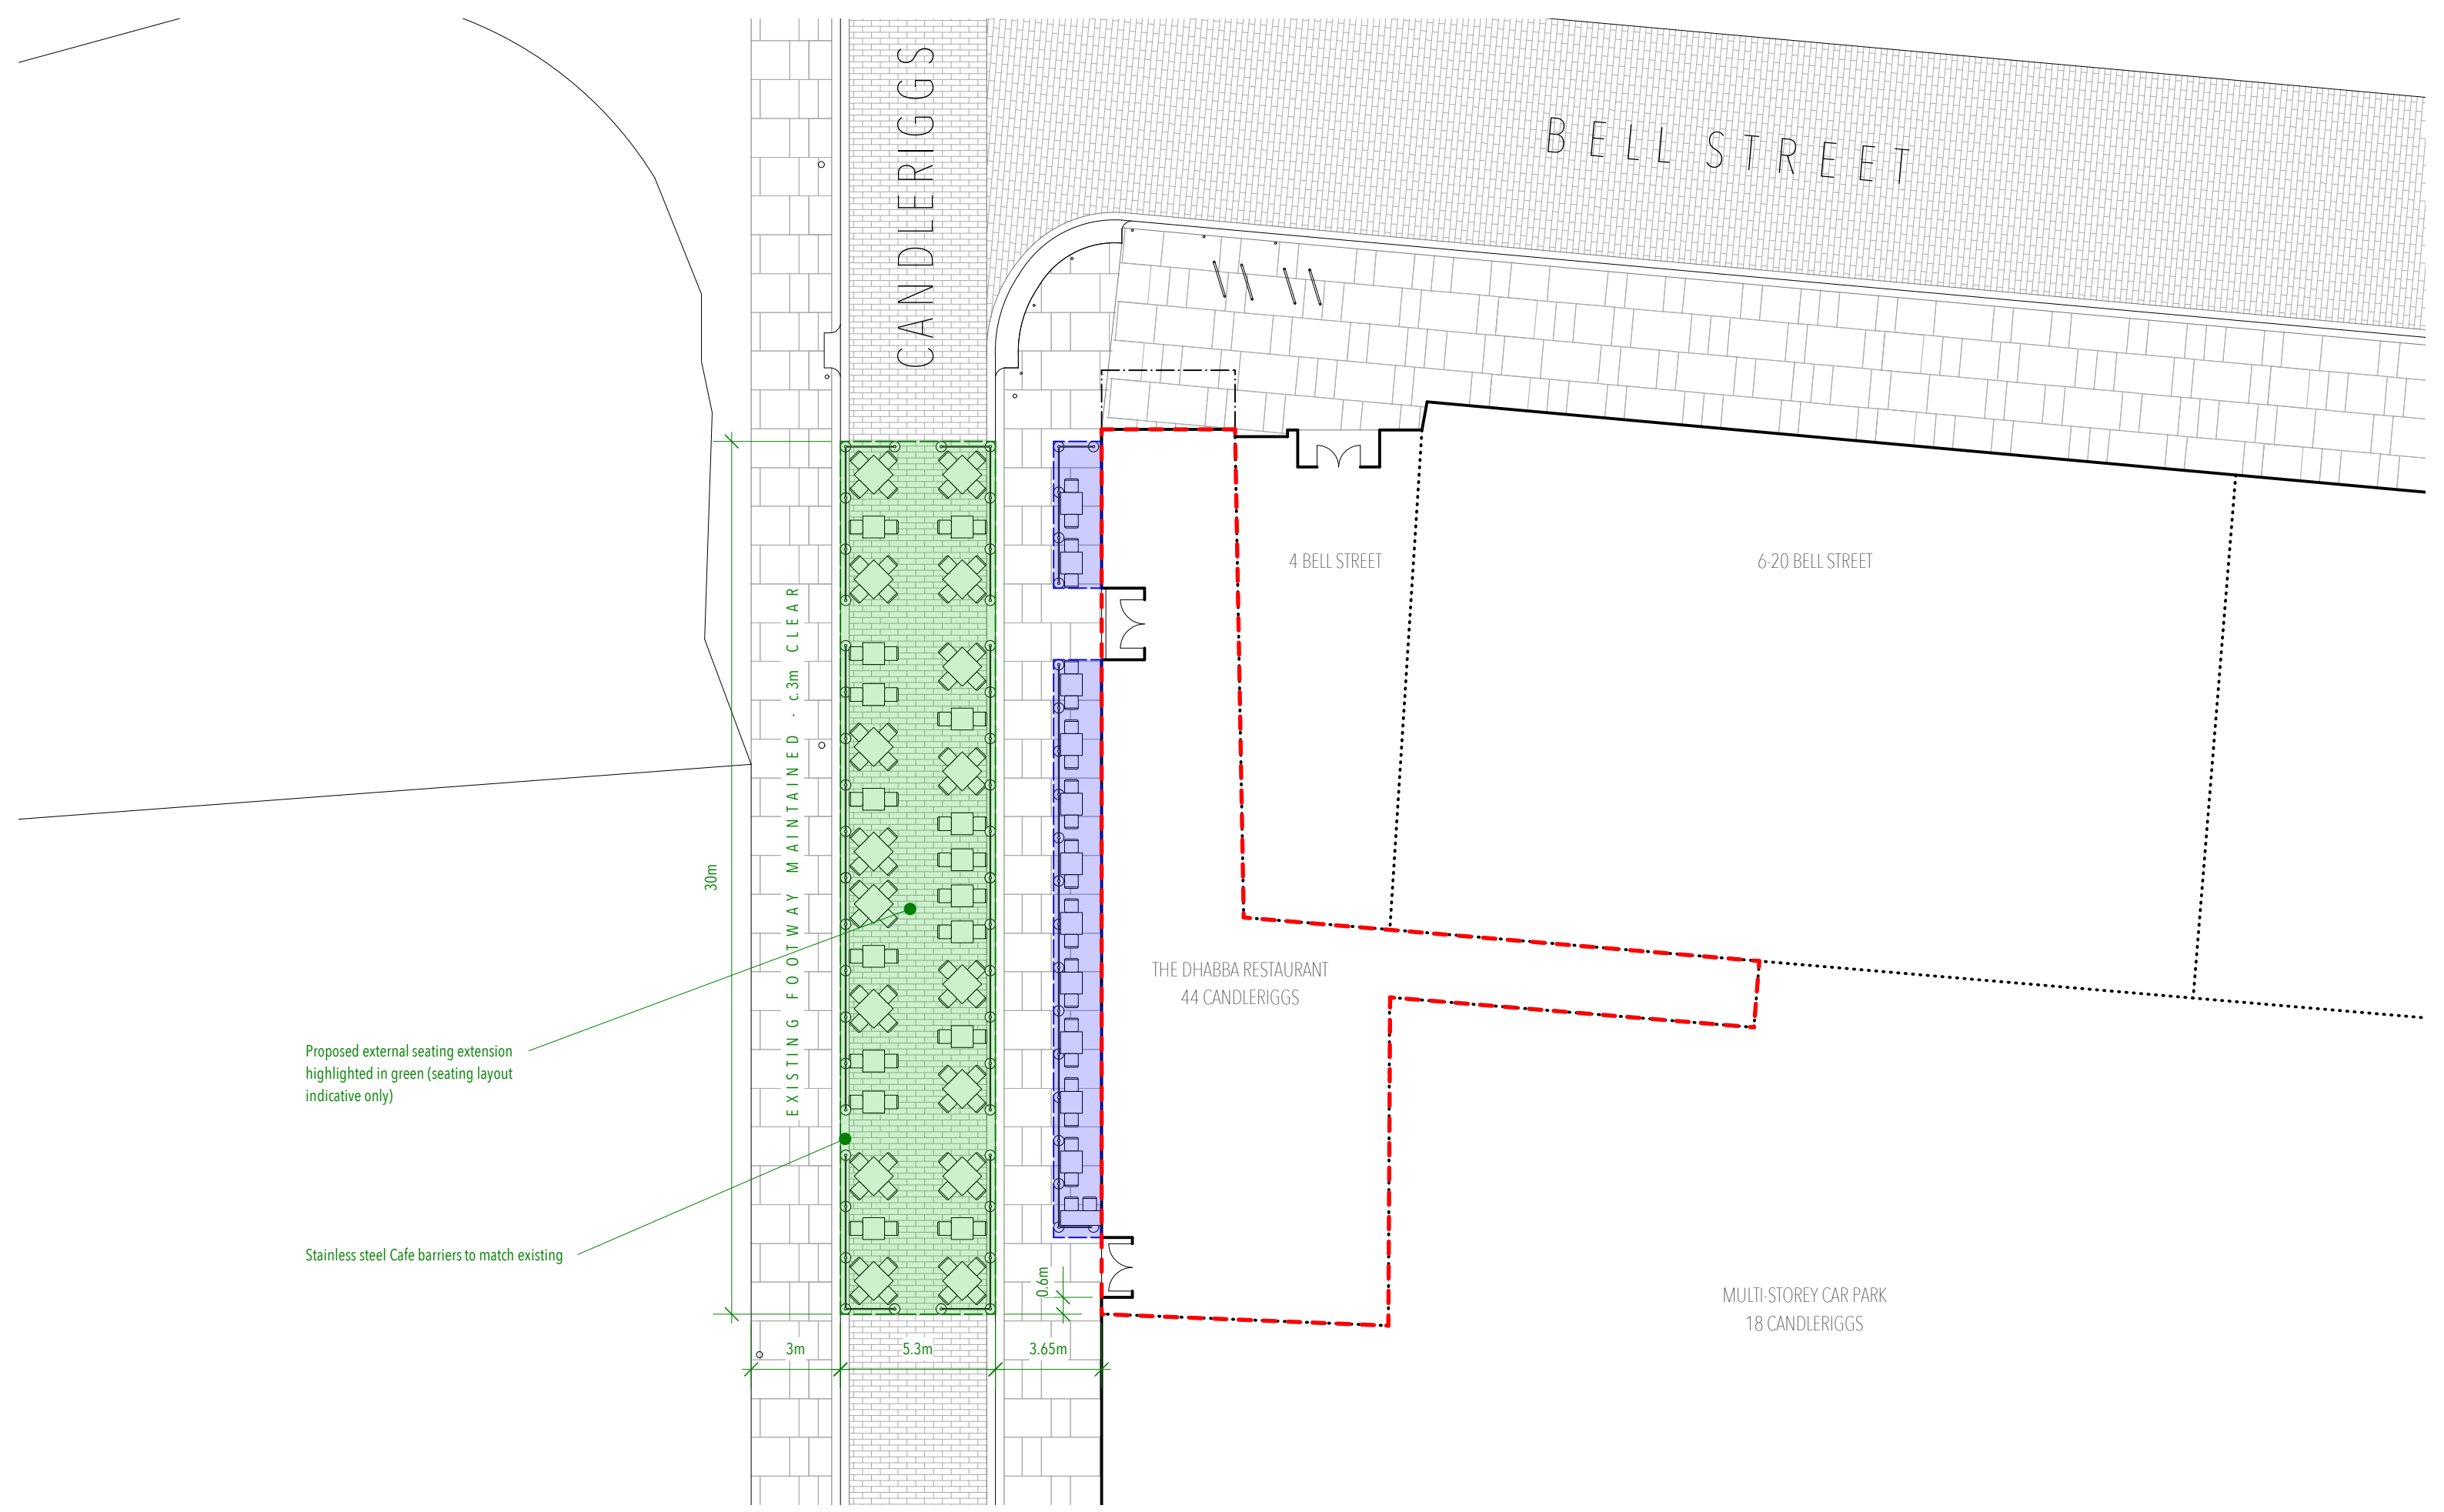 CANDLERIGGS
BELL STREET
4 BELL STREET
6-20 BELL STREET
EXISTING FOOTWAY MAINTAINED - c.3m CLEAR
30m
THE DHABBA RESTAURANT
44 CANDLERIGGS
Proposed external seating extension
highlighted in green (seating layout
indicative only)
Stainless steel Cafe barriers to match existing
0.6m
MULTI-STOREY CAR PARK
18 CANDLERIGGS
3m
5.3m
3.65m